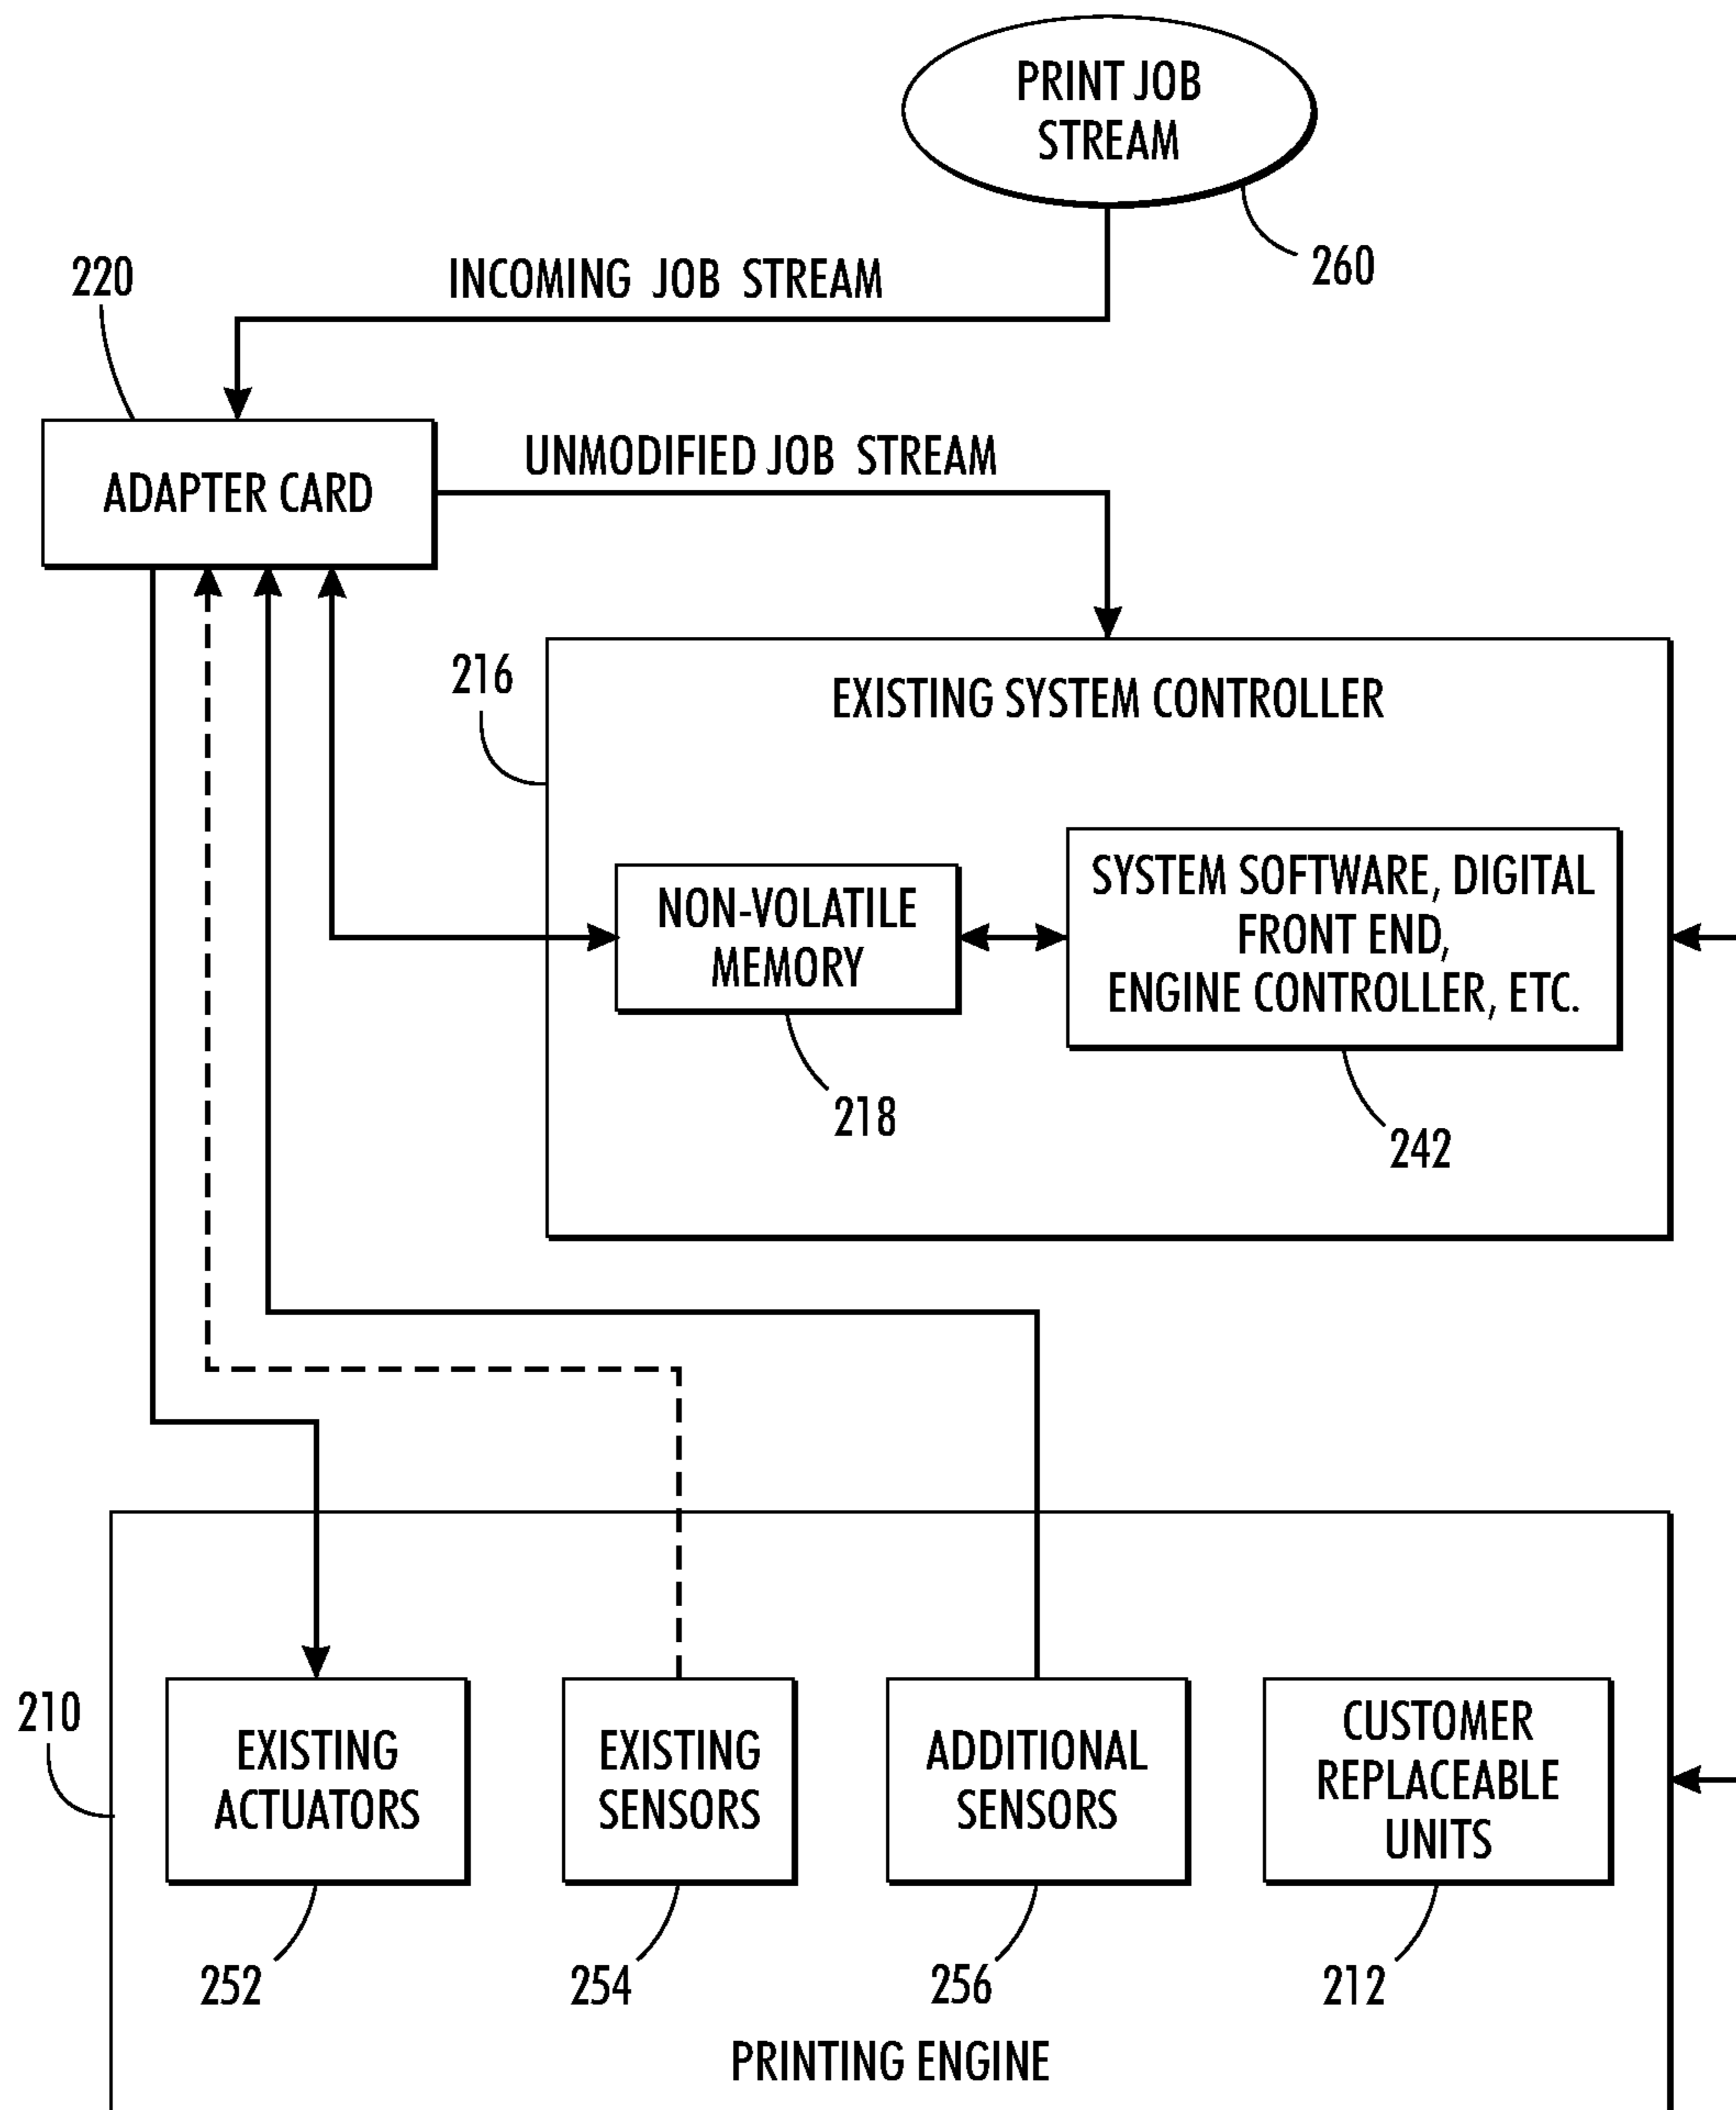 PRINT JOB
STREAM
260
INCOMING JOB STREAM
220
ADAPTER CARD
UNMODIFIED JOB STREAM
216
EXISTING SYSTEM CONTROLLER
NON-VOLATILE
MEMORY
218
SYSTEM SOFTWARE, DIGITAL
FRONT END,
ENGINE CONTROLLER, ETC.
242
210
EXISTING
ACTUATORS
252
EXISTING
SENSORS
254
ADDITIONAL
SENSORS
256
CUSTOMER
REPLACEABLE
UNITS
212
PRINTING ENGINE